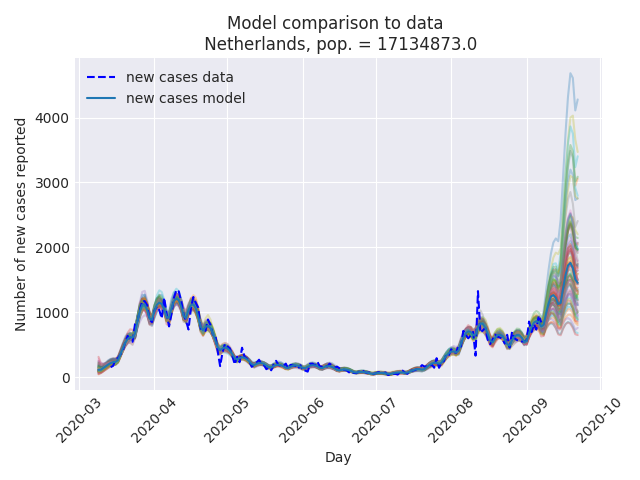 Model comparison to data
Netherlands, pop. = 17134873.0
new cases data
new cases model
Number of new cases reported
4000
3000
2000
1000
0
2020-03
2020-04
2020-05
2020-06
2020-07
2020-08
2020-09
2020-10
Day